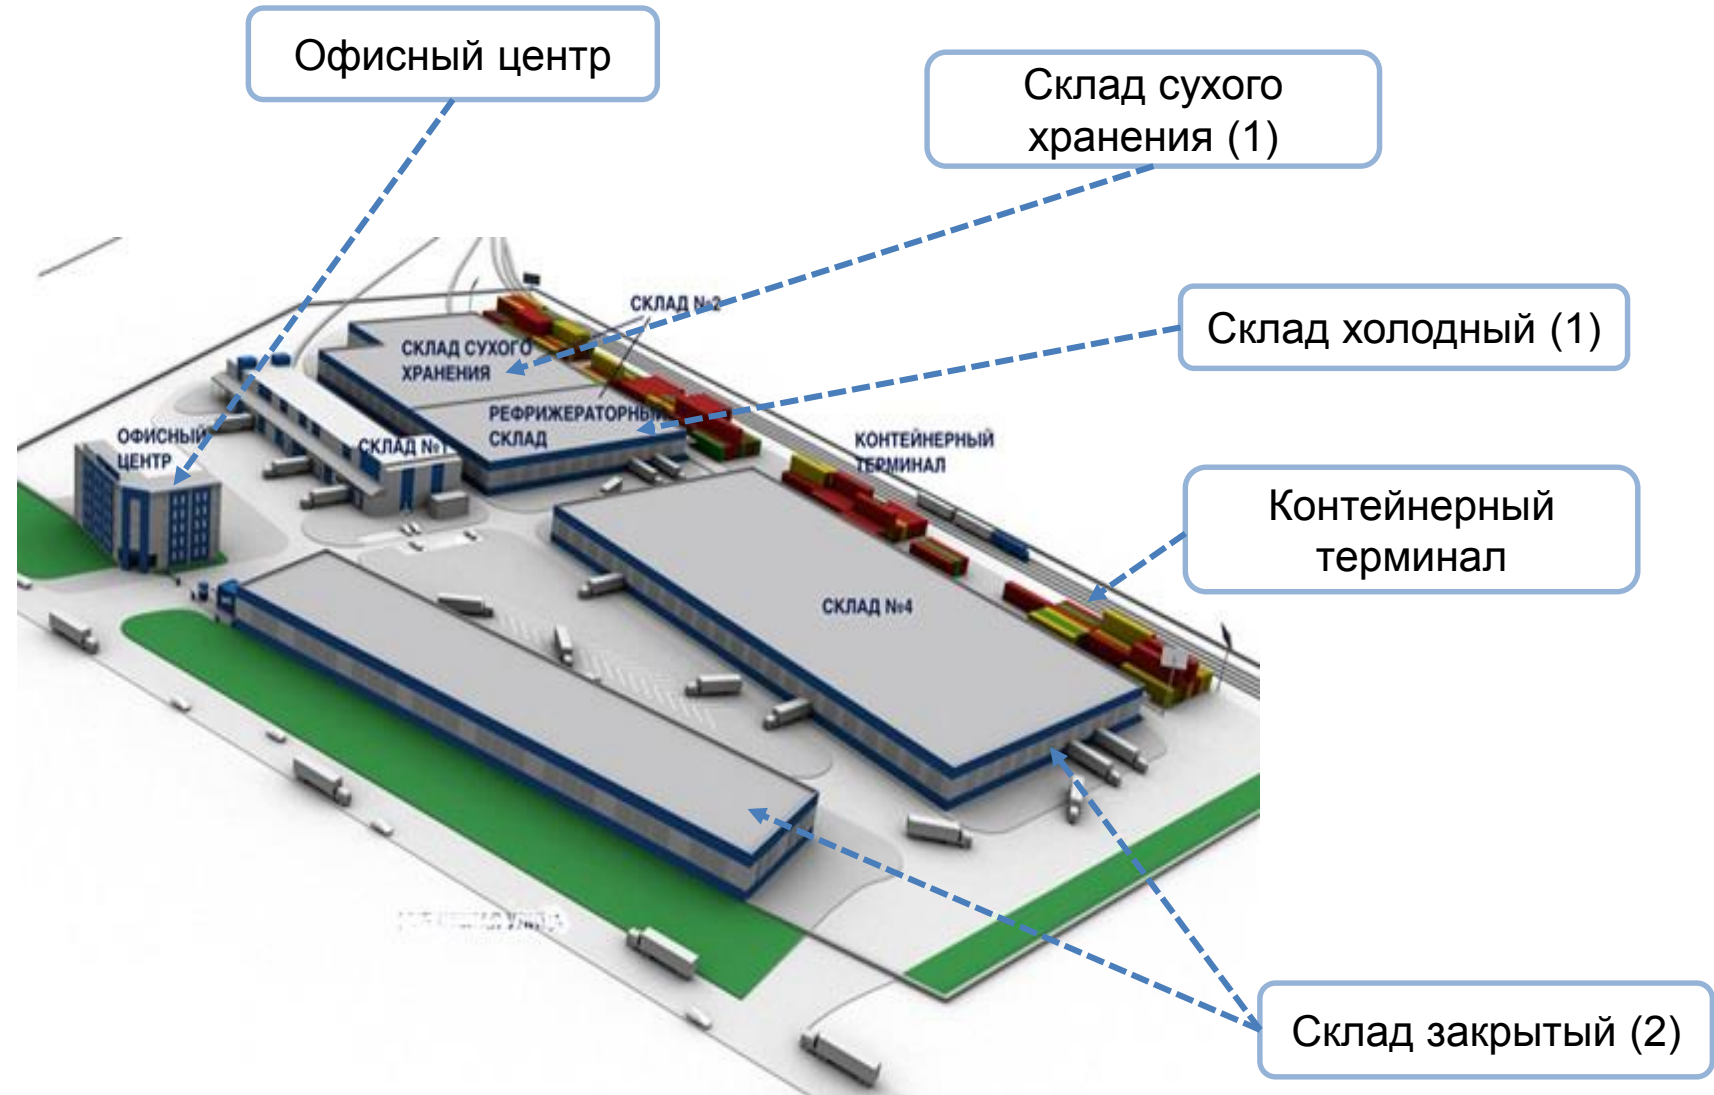 Офисный центр
Склад сухого
хранения (1)
СКЛАД №2
Склад холодный (1)
СКЛАД СУХОГО
ХРАНЕНИЯ
РЕФРИЖЕРАТОРНЫЙ
СКЛАД
ОФИСНЫЙ
ЦЕНТР
СКЛАД №1
КОНТЕЙНЕРНЫЙ
ТЕРМИНАЛ
Контейнерный
терминал
СКЛАД №4
Склад закрытый (2)